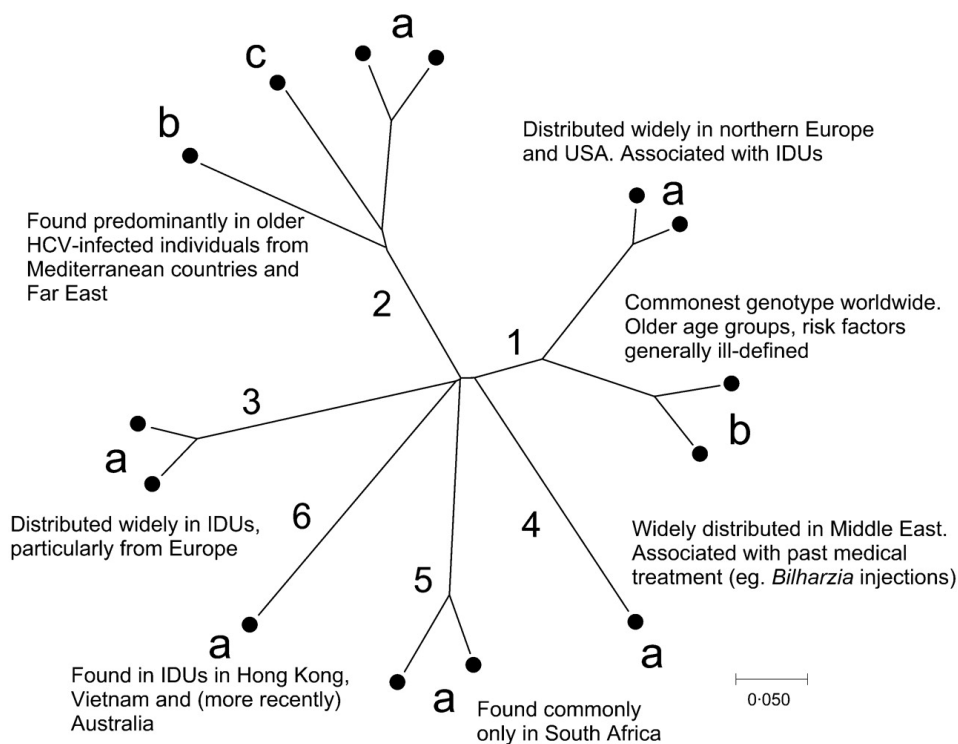 a
c
b
Distributed widely in northern Europe
and USA. Associated with IDUs
a
Found predominantly in older
HCV-infected individuals from
Mediterranean countries and
Far East
2
1
Commonest genotype worldwide.
Older age groups, risk factors
generally ill-defined
b
3
a
Distributed widely in IDUs,
particularly from Europe
6
4
5
Widely distributed in Middle East.
Associated with past medical
treatment (eg. Bilharzia injections)
a
Found in IDUs in Hong Kong,
Vietnam and (more recently)
Australia
a
Found commonly
only in South Africa
a
0·050